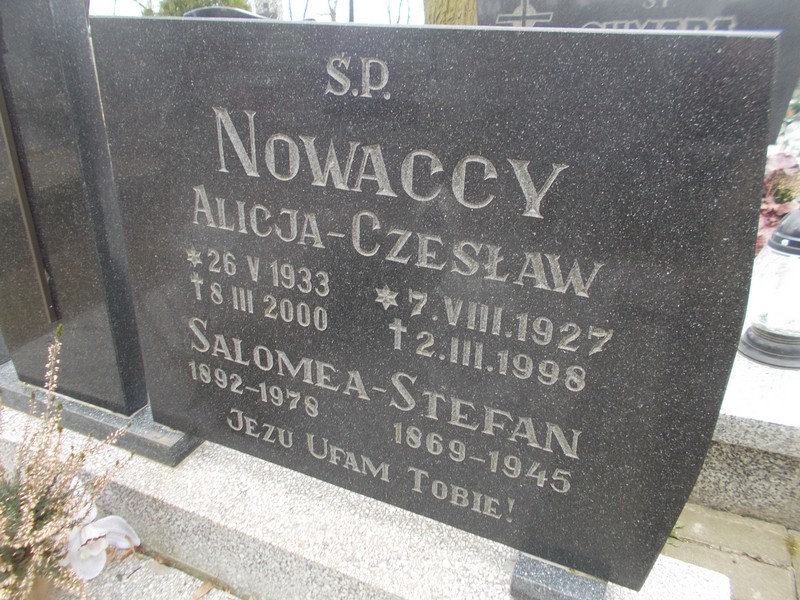 Ś.P.
NOWACCY
ALICJA-CZESŁAW
*26 V 1933 *7.VIII.1927
†8 III 2000 †2.III.1998
SALOMEA-STEFAN
1892-1978 1869-1945
JEZU UFAM TOBIE!